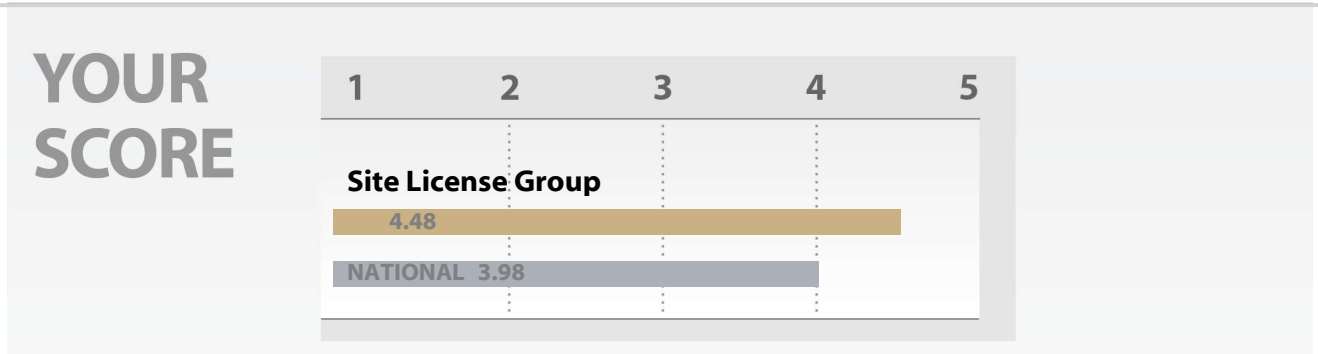 YOUR
SCORE
1 2 3 4 5
Site License Group
4.48
NATIONAL 3.98